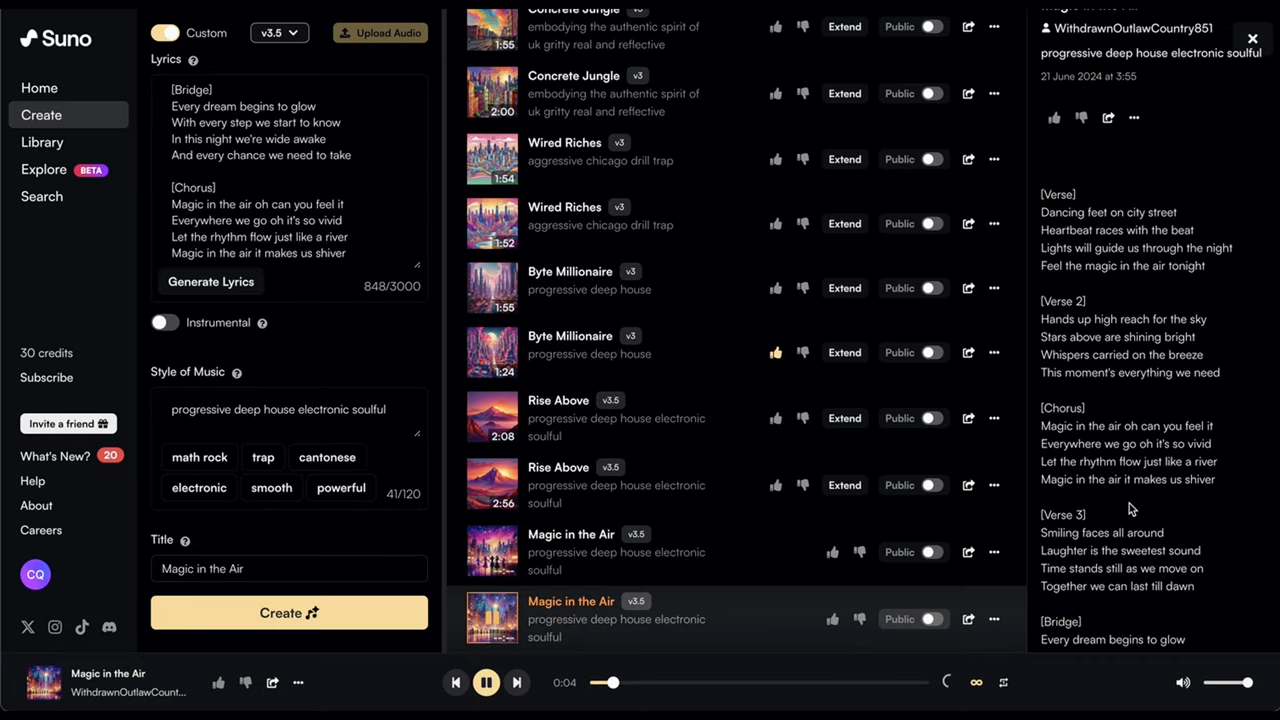 Suno
Home
Create
Library
Explore BETA
Search
30 credits
Subscribe
Invite a friend
What's New? 20
Help
About
Careers
CQ
Custom
v3.5
Upload Audio
Lyrics
[Bridge]
Every dream begins to glow
With every step we start to know
In this night we're wide awake
And every chance we need to take
[Chorus]
Magic in the air oh can you feel it
Everywhere we go oh it's so vivid
Let the rhythm flow just like a river
Magic in the air it makes us shiver
Generate Lyrics
848/3000
Instrumental
Style of Music
progressive deep house electronic soulful
math rock trap cantonese
electronic smooth powerful
41/120
Title
Magic in the Air
Create
Concrete Jungle v3
embodying the authentic spirit of
uk gritty real and reflective
1:55
Extend Public
Concrete Jungle v3
embodying the authentic spirit of
uk gritty real and reflective
2:00
Extend Public
Wired Riches v3
aggressive chicago drill trap
1:54
Extend Public
Wired Riches v3
aggressive chicago drill trap
1:52
Extend Public
Byte Millionaire v3
progressive deep house
1:55
Extend Public
Byte Millionaire v3
progressive deep house
1:24
Extend Public
Rise Above v3.5
progressive deep house electronic
soulful
2:08
Extend Public
Rise Above v3.5
progressive deep house electronic
soulful
2:56
Extend Public
Magic in the Air v3.5
progressive deep house electronic
soulful
--:--
Public
Magic in the Air v3.5
progressive deep house electronic
soulful
--:--
Public
Magic in the Air
WithdrawnOutlawCountry851
progressive deep house electronic soulful
21 June 2024 at 3:55
[Verse]
Dancing feet on city street
Heartbeat races with the beat
Lights will guide us through the night
Feel the magic in the air tonight
[Verse 2]
Hands up high reach for the sky
Stars above are shining bright
Whispers carried on the breeze
This moment's everything we need
[Chorus]
Magic in the air oh can you feel it
Everywhere we go oh it's so vivid
Let the rhythm flow just like a river
Magic in the air it makes us shiver
[Verse 3]
Smiling faces all around
Laughter is the sweetest sound
Time stands still as we move on
Together we can last till dawn
[Bridge]
Every dream begins to glow
Magic in the Air
WithdrawnOutlawCount...
0:04